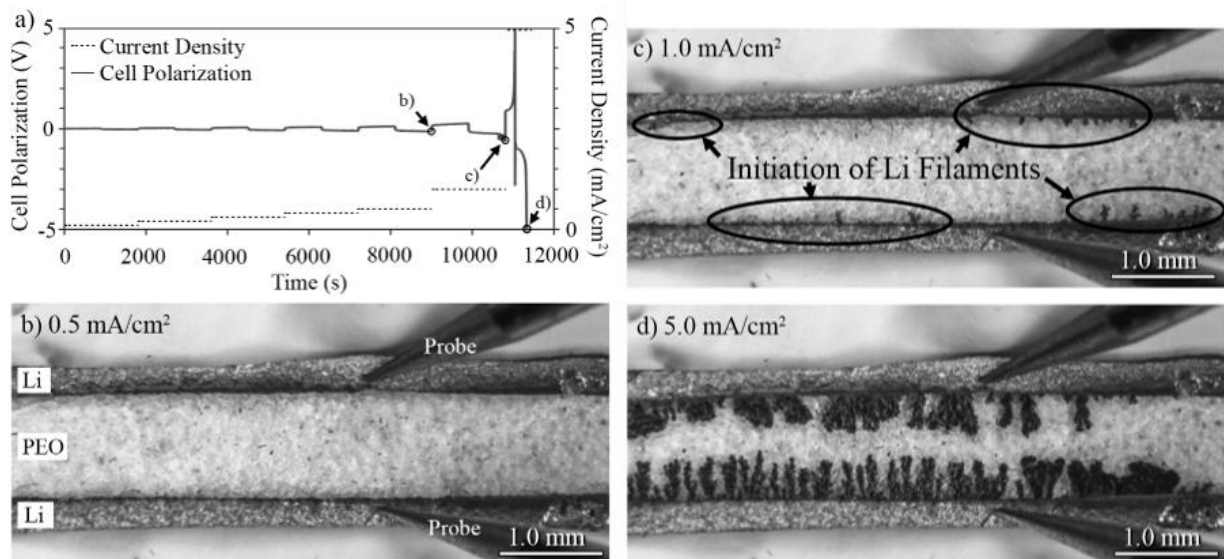 a)
5
0
-5
Cell Polarization (V)
Current Density
Cell Polarization
b)
c)
d)
5
0
Current Density (mA/cm²)
0 2000 4000 6000 8000 10000 12000
Time (s)
b) 0.5 mA/cm²
Probe
Li
PEO
Li
Probe
1.0 mm
c) 1.0 mA/cm²
Initiation of Li Filaments
1.0 mm
d) 5.0 mA/cm²
1.0 mm